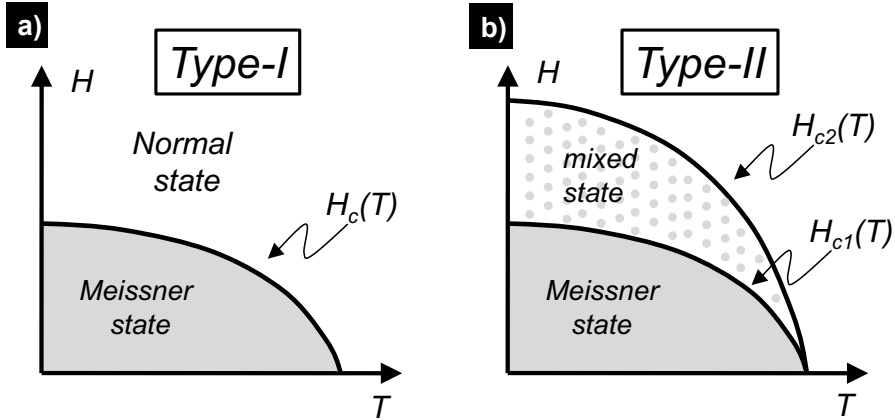 a)
Type-I
H
Normal
state
H_c(T)
Meissner
state
T
b)
Type-II
H
H_c2(T)
mixed
state
H_c1(T)
Meissner
state
T